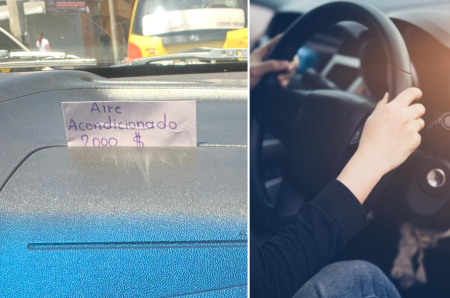 Aire
Acondicionado
2000 $